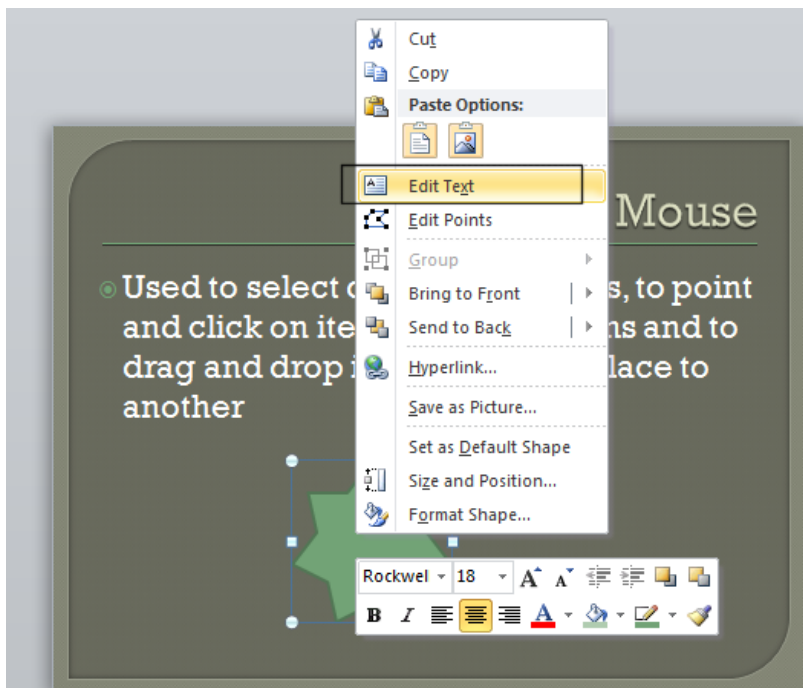 Cut
Copy
Paste Options:
Edit Text
Edit Points
Group
Bring to Front
Send to Back
Hyperlink...
Save as Picture...
Set as Default Shape
Size and Position...
Format Shape...
Mouse
Used to select s, to point
and click on ns and to
drag and drop lace to
another
Rockwel 18 A A
B I A